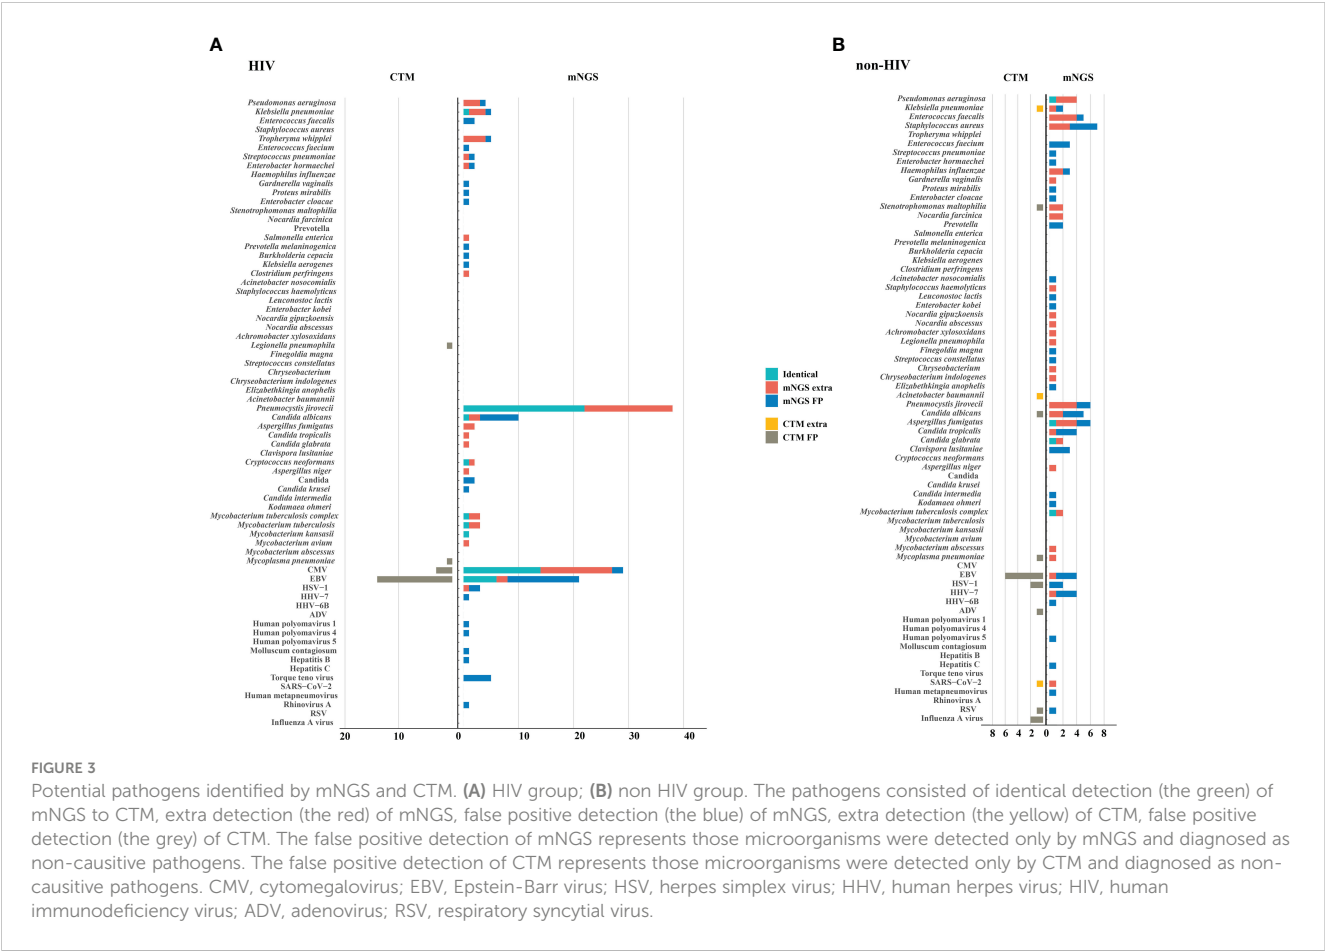 A
HIV
CTM
mNGS
Pseudomonas aeruginosa
Klebsiella pneumoniae
Enterococcus faecalis
Staphylococcus aureus
Tropheryma whipplei
Enterococcus faecium
Streptococcus pneumoniae
Enterobacter hormaechei
Haemophilus influenzae
Gardnerella vaginalis
Proteus mirabilis
Enterobacter cloacae
Stenotrophomonas maltophilia
Nocardia farcinica
Prevotella
Salmonella enterica
Prevotella melaninogenica
Burkholderia cepacia
Klebsiella aerogenes
Clostridium perfringens
Acinetobacter nosocomialis
Staphylococcus haemolyticus
Leuconostoc lactis
Enterobacter kobei
Nocardia gipuzkoensis
Nocardia abscessus
Achromobacter xylosoxidans
Legionella pneumophila
Finegoldia magna
Streptococcus constellatus
Chryseobacterium
Chryseobacterium indologenes
Elizabethkingia anophelis
Acinetobacter baumannii
Pneumocystis jirovecii
Candida albicans
Aspergillus fumigatus
Candida tropicalis
Candida glabrata
Clavispora lusitaniae
Cryptococcus neoformans
Aspergillus niger
Candida
Candida krusei
Candida intermedia
Kodamaea ohmeri
Mycobacterium tuberculosis complex
Mycobacterium tuberculosis
Mycobacterium kansasii
Mycobacterium avium
Mycobacterium abscessus
Mycoplasma pneumoniae
CMV
EBV
HSV−1
HHV−7
HHV−6B
ADV
Human polyomavirus 1
Human polyomavirus 4
Human polyomavirus 5
Molluscum contagiosum
Hepatitis B
Hepatitis C
Torque teno virus
SARS−CoV−2
Human metapneumovirus
Rhinovirus A
RSV
Influenza A virus
20 10 0 10 20 30 40
Identical
mNGS extra
mNGS FP
CTM extra
CTM FP
B
non-HIV
CTM
mNGS
Pseudomonas aeruginosa
Klebsiella pneumoniae
Enterococcus faecalis
Staphylococcus aureus
Tropheryma whipplei
Enterococcus faecium
Streptococcus pneumoniae
Enterobacter hormaechei
Haemophilus influenzae
Gardnerella vaginalis
Proteus mirabilis
Enterobacter cloacae
Stenotrophomonas maltophilia
Nocardia farcinica
Prevotella
Salmonella enterica
Prevotella melaninogenica
Burkholderia cepacia
Klebsiella aerogenes
Clostridium perfringens
Acinetobacter nosocomialis
Staphylococcus haemolyticus
Leuconostoc lactis
Enterobacter kobei
Nocardia gipuzkoensis
Nocardia abscessus
Achromobacter xylosoxidans
Legionella pneumophila
Finegoldia magna
Streptococcus constellatus
Chryseobacterium
Chryseobacterium indologenes
Elizabethkingia anophelis
Acinetobacter baumannii
Pneumocystis jirovecii
Candida albicans
Aspergillus fumigatus
Candida tropicalis
Candida glabrata
Clavispora lusitaniae
Cryptococcus neoformans
Aspergillus niger
Candida
Candida krusei
Candida intermedia
Kodamaea ohmeri
Mycobacterium tuberculosis complex
Mycobacterium tuberculosis
Mycobacterium kansasii
Mycobacterium avium
Mycobacterium abscessus
Mycoplasma pneumoniae
CMV
EBV
HSV−1
HHV−7
HHV−6B
ADV
Human polyomavirus 1
Human polyomavirus 4
Human polyomavirus 5
Molluscum contagiosum
Hepatitis B
Hepatitis C
Torque teno virus
SARS−CoV−2
Human metapneumovirus
Rhinovirus A
RSV
Influenza A virus
8 6 4 2 0 2 4 6 8
FIGURE 3
Potential pathogens identified by mNGS and CTM. (A) HIV group; (B) non HIV group. The pathogens consisted of identical detection (the green) of
mNGS to CTM, extra detection (the red) of mNGS, false positive detection (the blue) of mNGS, extra detection (the yellow) of CTM, false positive
detection (the grey) of CTM. The false positive detection of mNGS represents those microorganisms were detected only by mNGS and diagnosed as
non-causitive pathogens. The false positive detection of CTM represents those microorganisms were detected only by CTM and diagnosed as non-
causitive pathogens. CMV, cytomegalovirus; EBV, Epstein-Barr virus; HSV, herpes simplex virus; HHV, human herpes virus; HIV, human
immunodeficiency virus; ADV, adenovirus; RSV, respiratory syncytial virus.